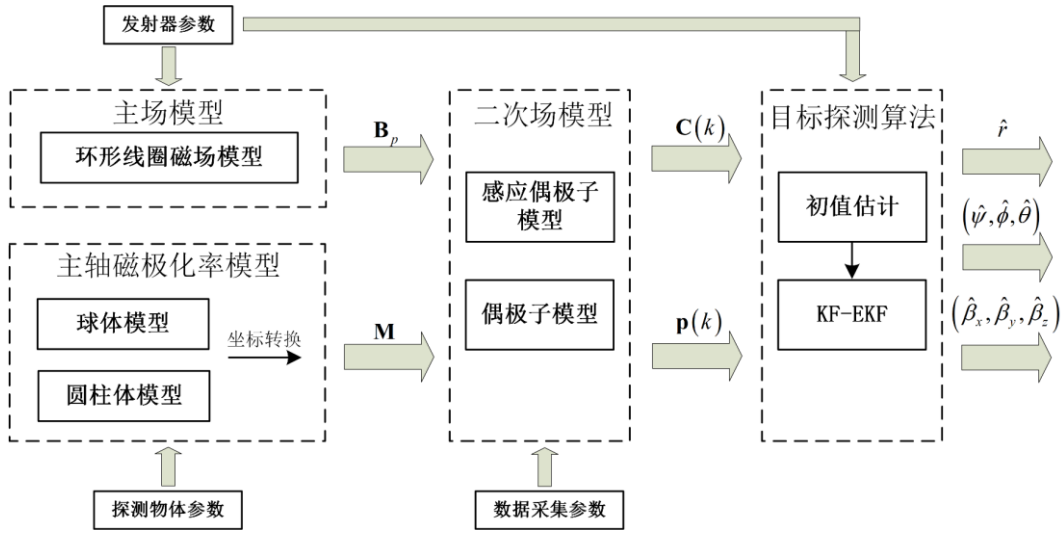 发射器参数
主场模型
环形线圈磁场模型
B_p
主轴磁极化率模型
球体模型
圆柱体模型
坐标转换
M
探测物体参数
二次场模型
感应偶极子
模型
偶极子模型
数据采集参数
C(k)
p(k)
目标探测算法
初值估计
KF-EKF
r̂
(ψ̂,ϕ̂,θ̂)
(β̂_x,β̂_y,β̂_z)